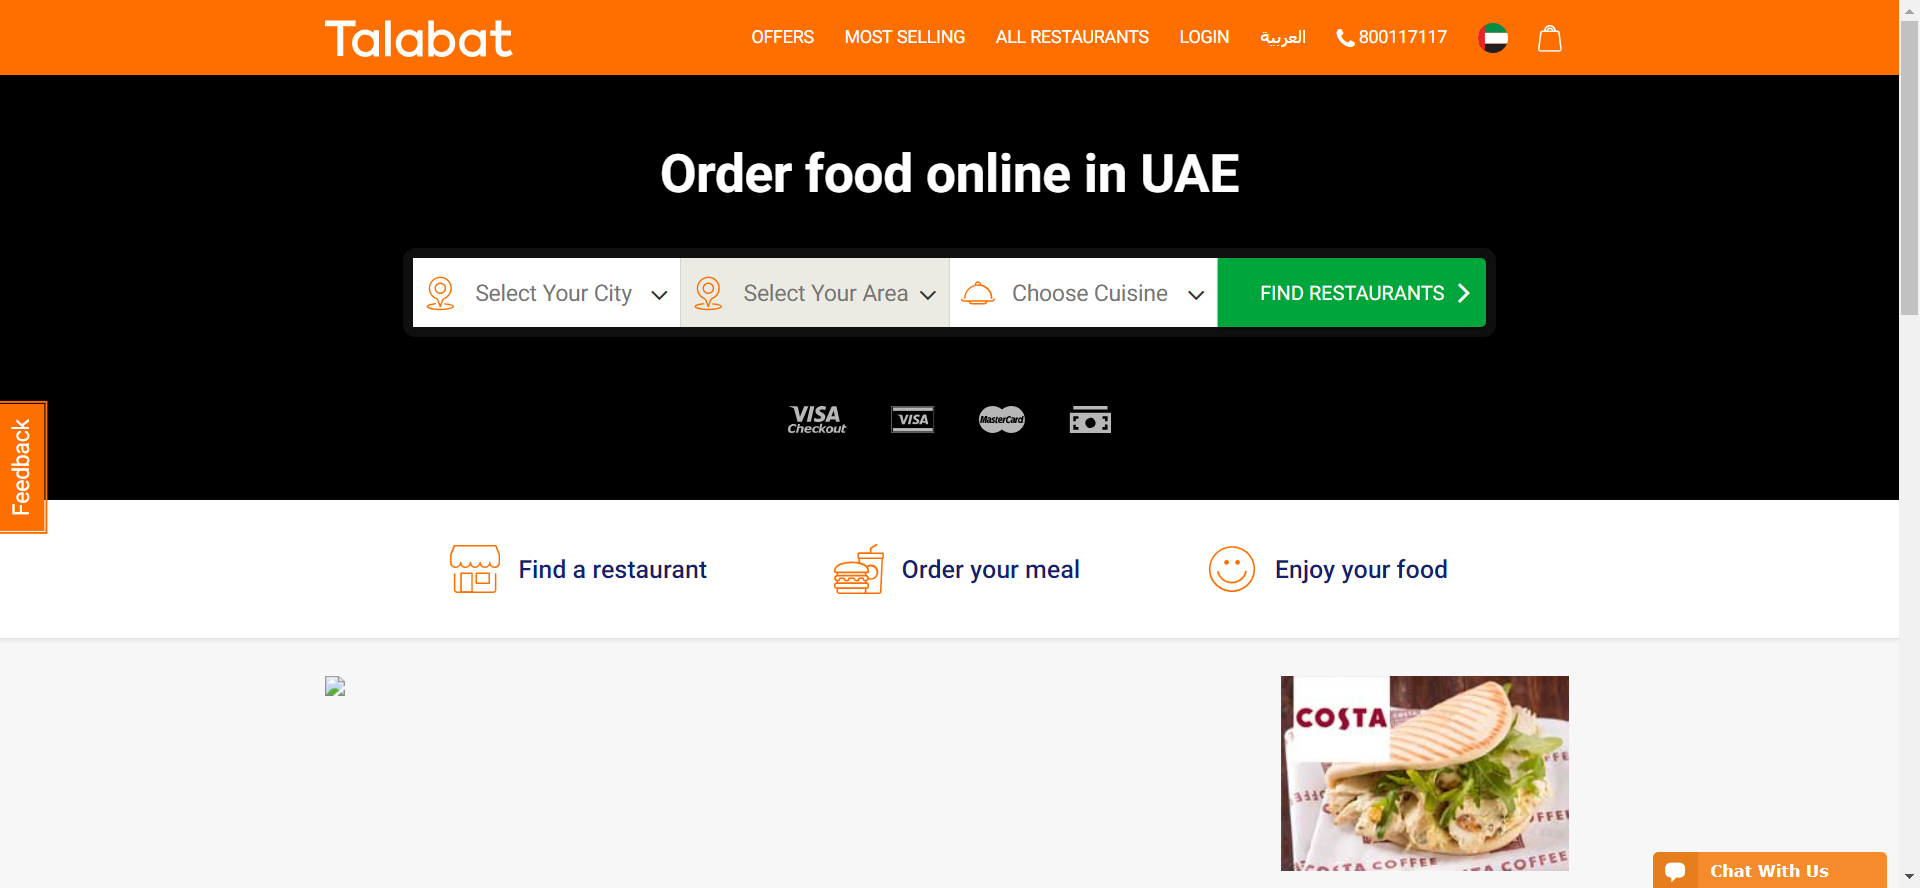 Talabat
OFFERS
MOST SELLING
ALL RESTAURANTS
LOGIN
العربية
800117117
Order food online in UAE
Select Your City
Select Your Area
Choose Cuisine
FIND RESTAURANTS
VISA
Checkout
VISA
MasterCard
Feedback
Find a restaurant
Order your meal
Enjoy your food
COSTA
COSTA COFFEE
COFFEE
Chat With Us